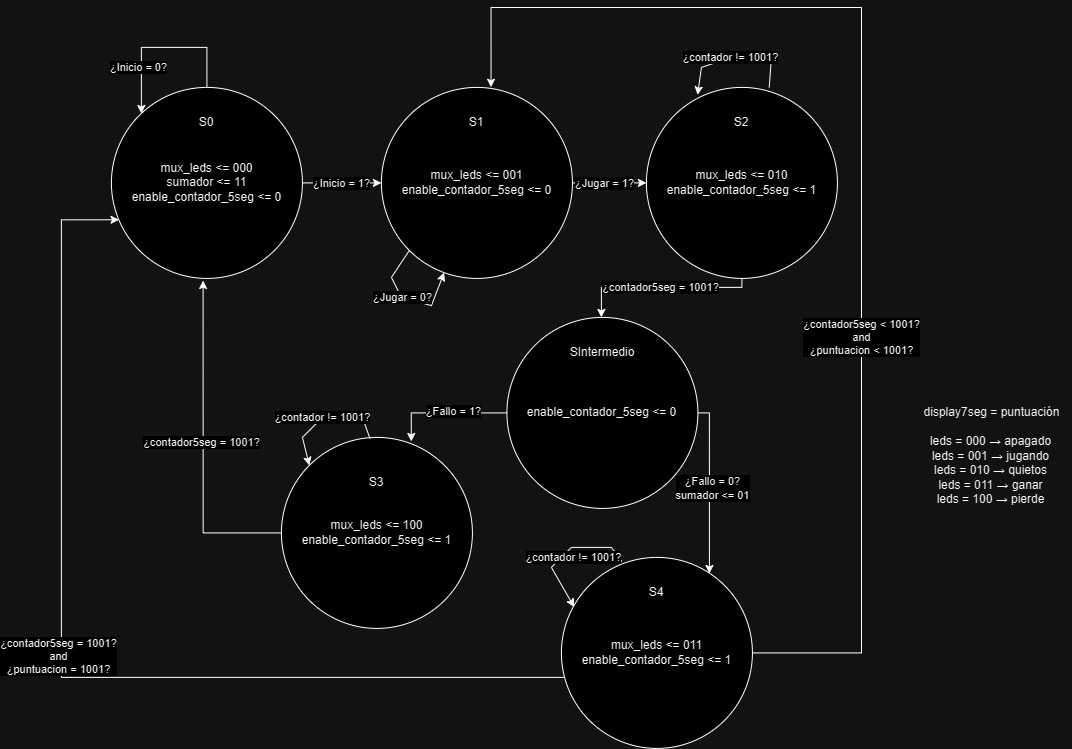 ¿Inicio = 0?
S0
mux_leds <= 000
sumador <= 11
enable_contador_5seg <= 0
¿Inicio = 1?
S1
mux_leds <= 001
enable_contador_5seg <= 0
¿Jugar = 0?
¿Jugar = 1?
¿contador != 1001?
S2
mux_leds <= 010
enable_contador_5seg <= 1
¿contador5seg = 1001?
SIntermedio
enable_contador_5seg <= 0
¿Fallo = 1?
¿Fallo = 0?
sumador <= 01
¿contador != 1001?
S3
mux_leds <= 100
enable_contador_5seg <= 1
¿contador5seg = 1001?
¿contador != 1001?
S4
mux_leds <= 011
enable_contador_5seg <= 1
¿contador5seg = 1001?
and
¿puntuacion = 1001?
¿contador5seg < 1001?
and
¿puntuacion < 1001?
display7seg = puntuación
leds = 000 → apagado
leds = 001 → jugando
leds = 010 → quietos
leds = 011 → ganar
leds = 100 → pierde